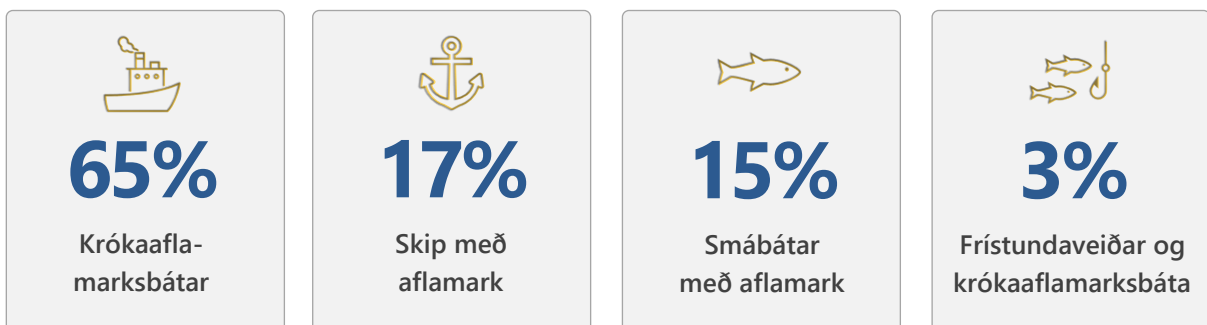 65%
Krókaafla-
marksbátar
17%
Skip með
aflamark
15%
Smábátar
með aflamark
3%
Frístundaveiðar og
krókaaflamarksbáta